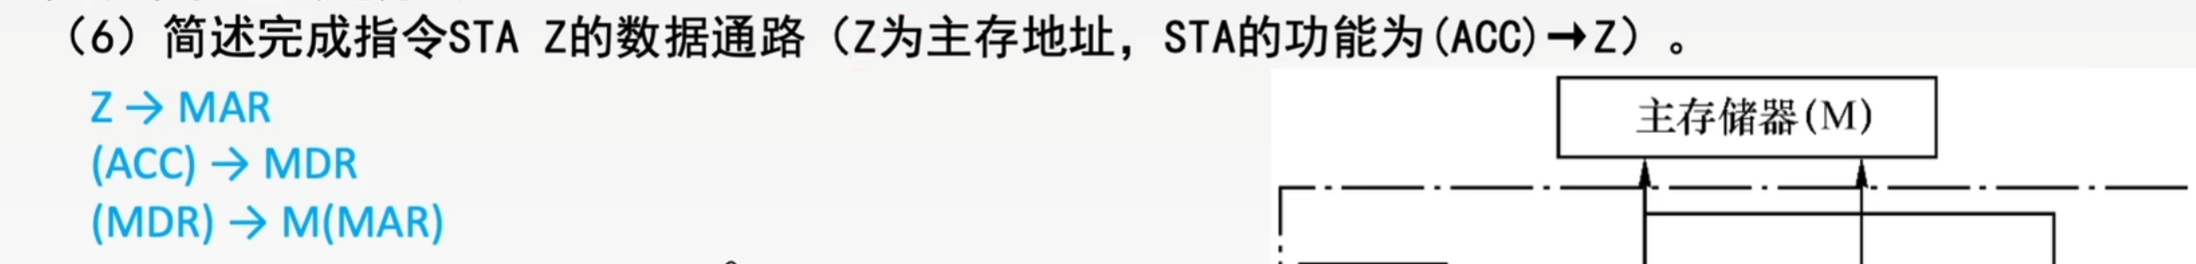 （6）简述完成指令STA Z的数据通路（Z为主存地址，STA的功能为(ACC)→Z）。
Z → MAR
(ACC) → MDR
(MDR) → M(MAR)
主存储器(M)